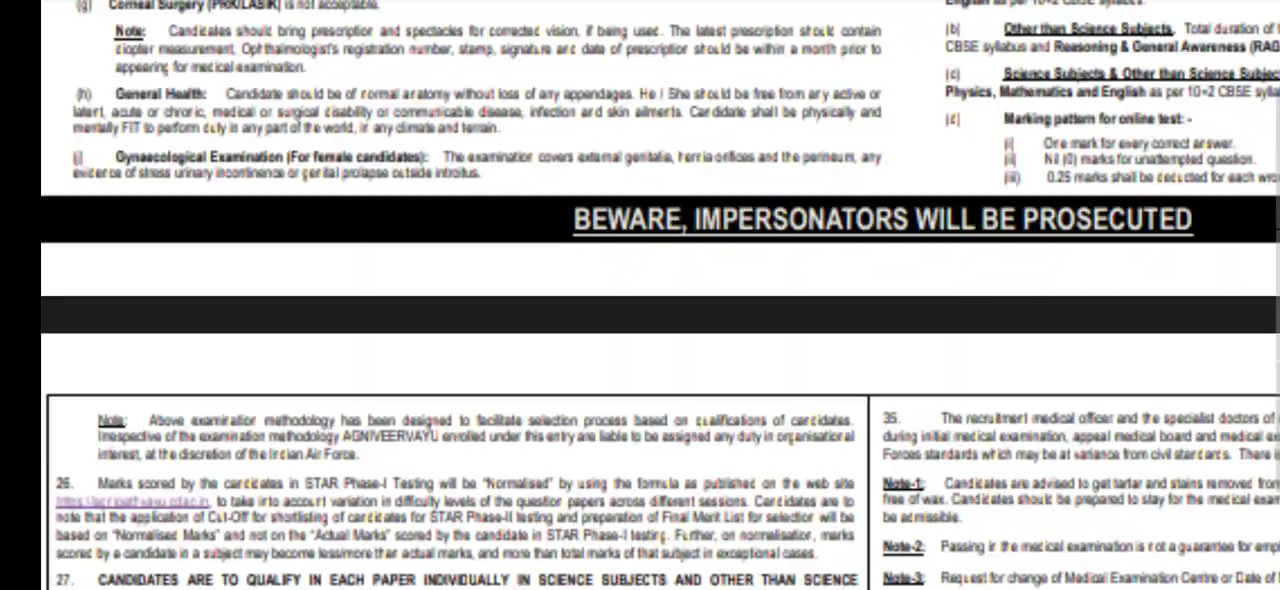 (g) Corneal Surgery (PRK/LASIK) is not acceptable.
Note: Candidates should bring prescription and spectacles for corrected vision, if being used. The latest prescription should contain
diopter measurement, Ophthalmologist's registration number, stamp, signature and date of prescription should be within a month prior to
appearing for medical examination.
(h) General Health: Candidate should be of normal anatomy without loss of any appendages. He / She should be free from any active or
latent, acute or chronic, medical or surgical disability or communicable disease, infection and skin ailments. Candidate shall be physically and
mentally FIT to perform duty in any part of the world, in any climate and terrain.
(j) Gynaecological Examination (For female candidates): The examination covers external genitalia, hernia orifices and the perineum, any
evidence of stress urinary incontinence or genital prolapse outside introitus.
English as per 10+2 CBSE syllabus.
(b) Other than Science Subjects. Total duration of
CBSE syllabus and Reasoning & General Awareness (RAG
(c) Science Subjects & Other than Science Subjec
Physics, Mathematics and English as per 10+2 CBSE sylla
(d) Marking pattern for online test: -
(i) One mark for every correct answer.
(ii) Nil (0) marks for unattempted question.
(iii) 0.25 marks shall be deducted for each wro
BEWARE, IMPERSONATORS WILL BE PROSECUTED
Note: Above examination methodology has been designed to facilitate selection process based on qualifications of candidates.
Irrespective of the examination methodology AGNIVEERVAYU enrolled under this entry are liable to be assigned any duty in organisational
interest, at the discretion of the Indian Air Force.
26. Marks scored by the candidates in STAR Phase-I Testing will be "Normalised" by using the formula as published on the web site
https://agnipathvayu.cdac.in, to take into account variation in difficulty levels of the question papers across different sessions. Candidates are to
note that the application of Cut-Off for shortlisting of candidates for STAR Phase-II testing and preparation of Final Merit List for selection will be
based on "Normalised Marks" and not on the "Actual Marks" scored by the candidate in STAR Phase-I testing. Further, on normalisation, marks
scored by a candidate in a subject may become less/more than actual marks, and more than total marks of that subject in exceptional cases.
27. CANDIDATES ARE TO QUALIFY IN EACH PAPER INDIVIDUALLY IN SCIENCE SUBJECTS AND OTHER THAN SCIENCE
35. The recruitment medical officer and the specialist doctors of
during initial medical examination, appeal medical board and medical ex
Forces standards which may be at variance from civil standards. There i
Note-1: Candidates are advised to get tartar and stains removed from
free of wax. Candidates should be prepared to stay for the medical exam
be admissible.
Note-2: Passing in the medical examination is not a guarantee for emp
Note-3: Request for change of Medical Examination Centre or Date of